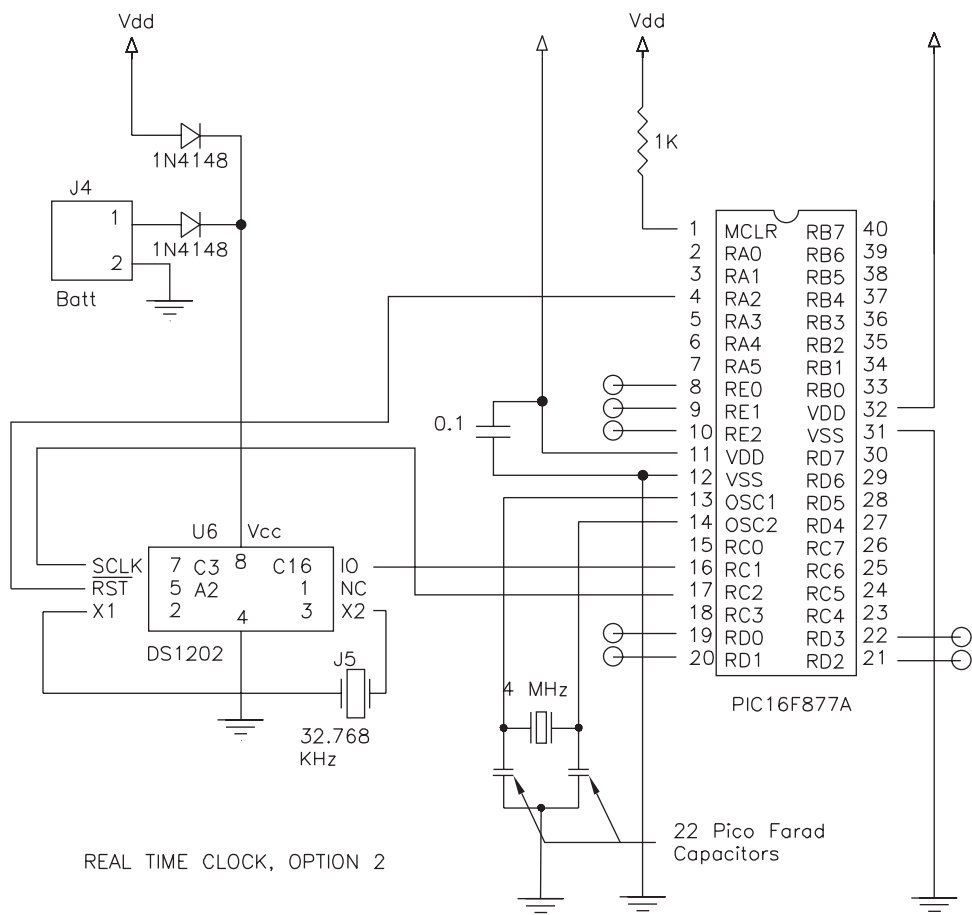 Vdd
Vdd
1N4148
1K
J4
1
2
Batt
1N4148
1 MCLR RB7 40
2 RA0 RB6 39
3 RA1 RB5 38
4 RA2 RB4 37
5 RA3 RB3 36
6 RA4 RB2 35
7 RA5 RB1 34
8 RE0 RB0 33
9 RE1 VDD 32
10 RE2 VSS 31
11 VDD RD7 30
12 VSS RD6 29
13 OSC1 RD5 28
14 OSC2 RD4 27
15 RC0 RC7 26
16 RC1 RC6 25
17 RC2 RC5 24
18 RC3 RC4 23
19 RD0 RD3 22
20 RD1 RD2 21
PIC16F877A
0.1
U6 Vcc
SCLK 7 C3 8 C16 IO
RST 5 A2 1 NC
X1 2 4 3 X2
DS1202
J5
32.768
KHz
4 MHz
22 Pico Farad
Capacitors
REAL TIME CLOCK, OPTION 2